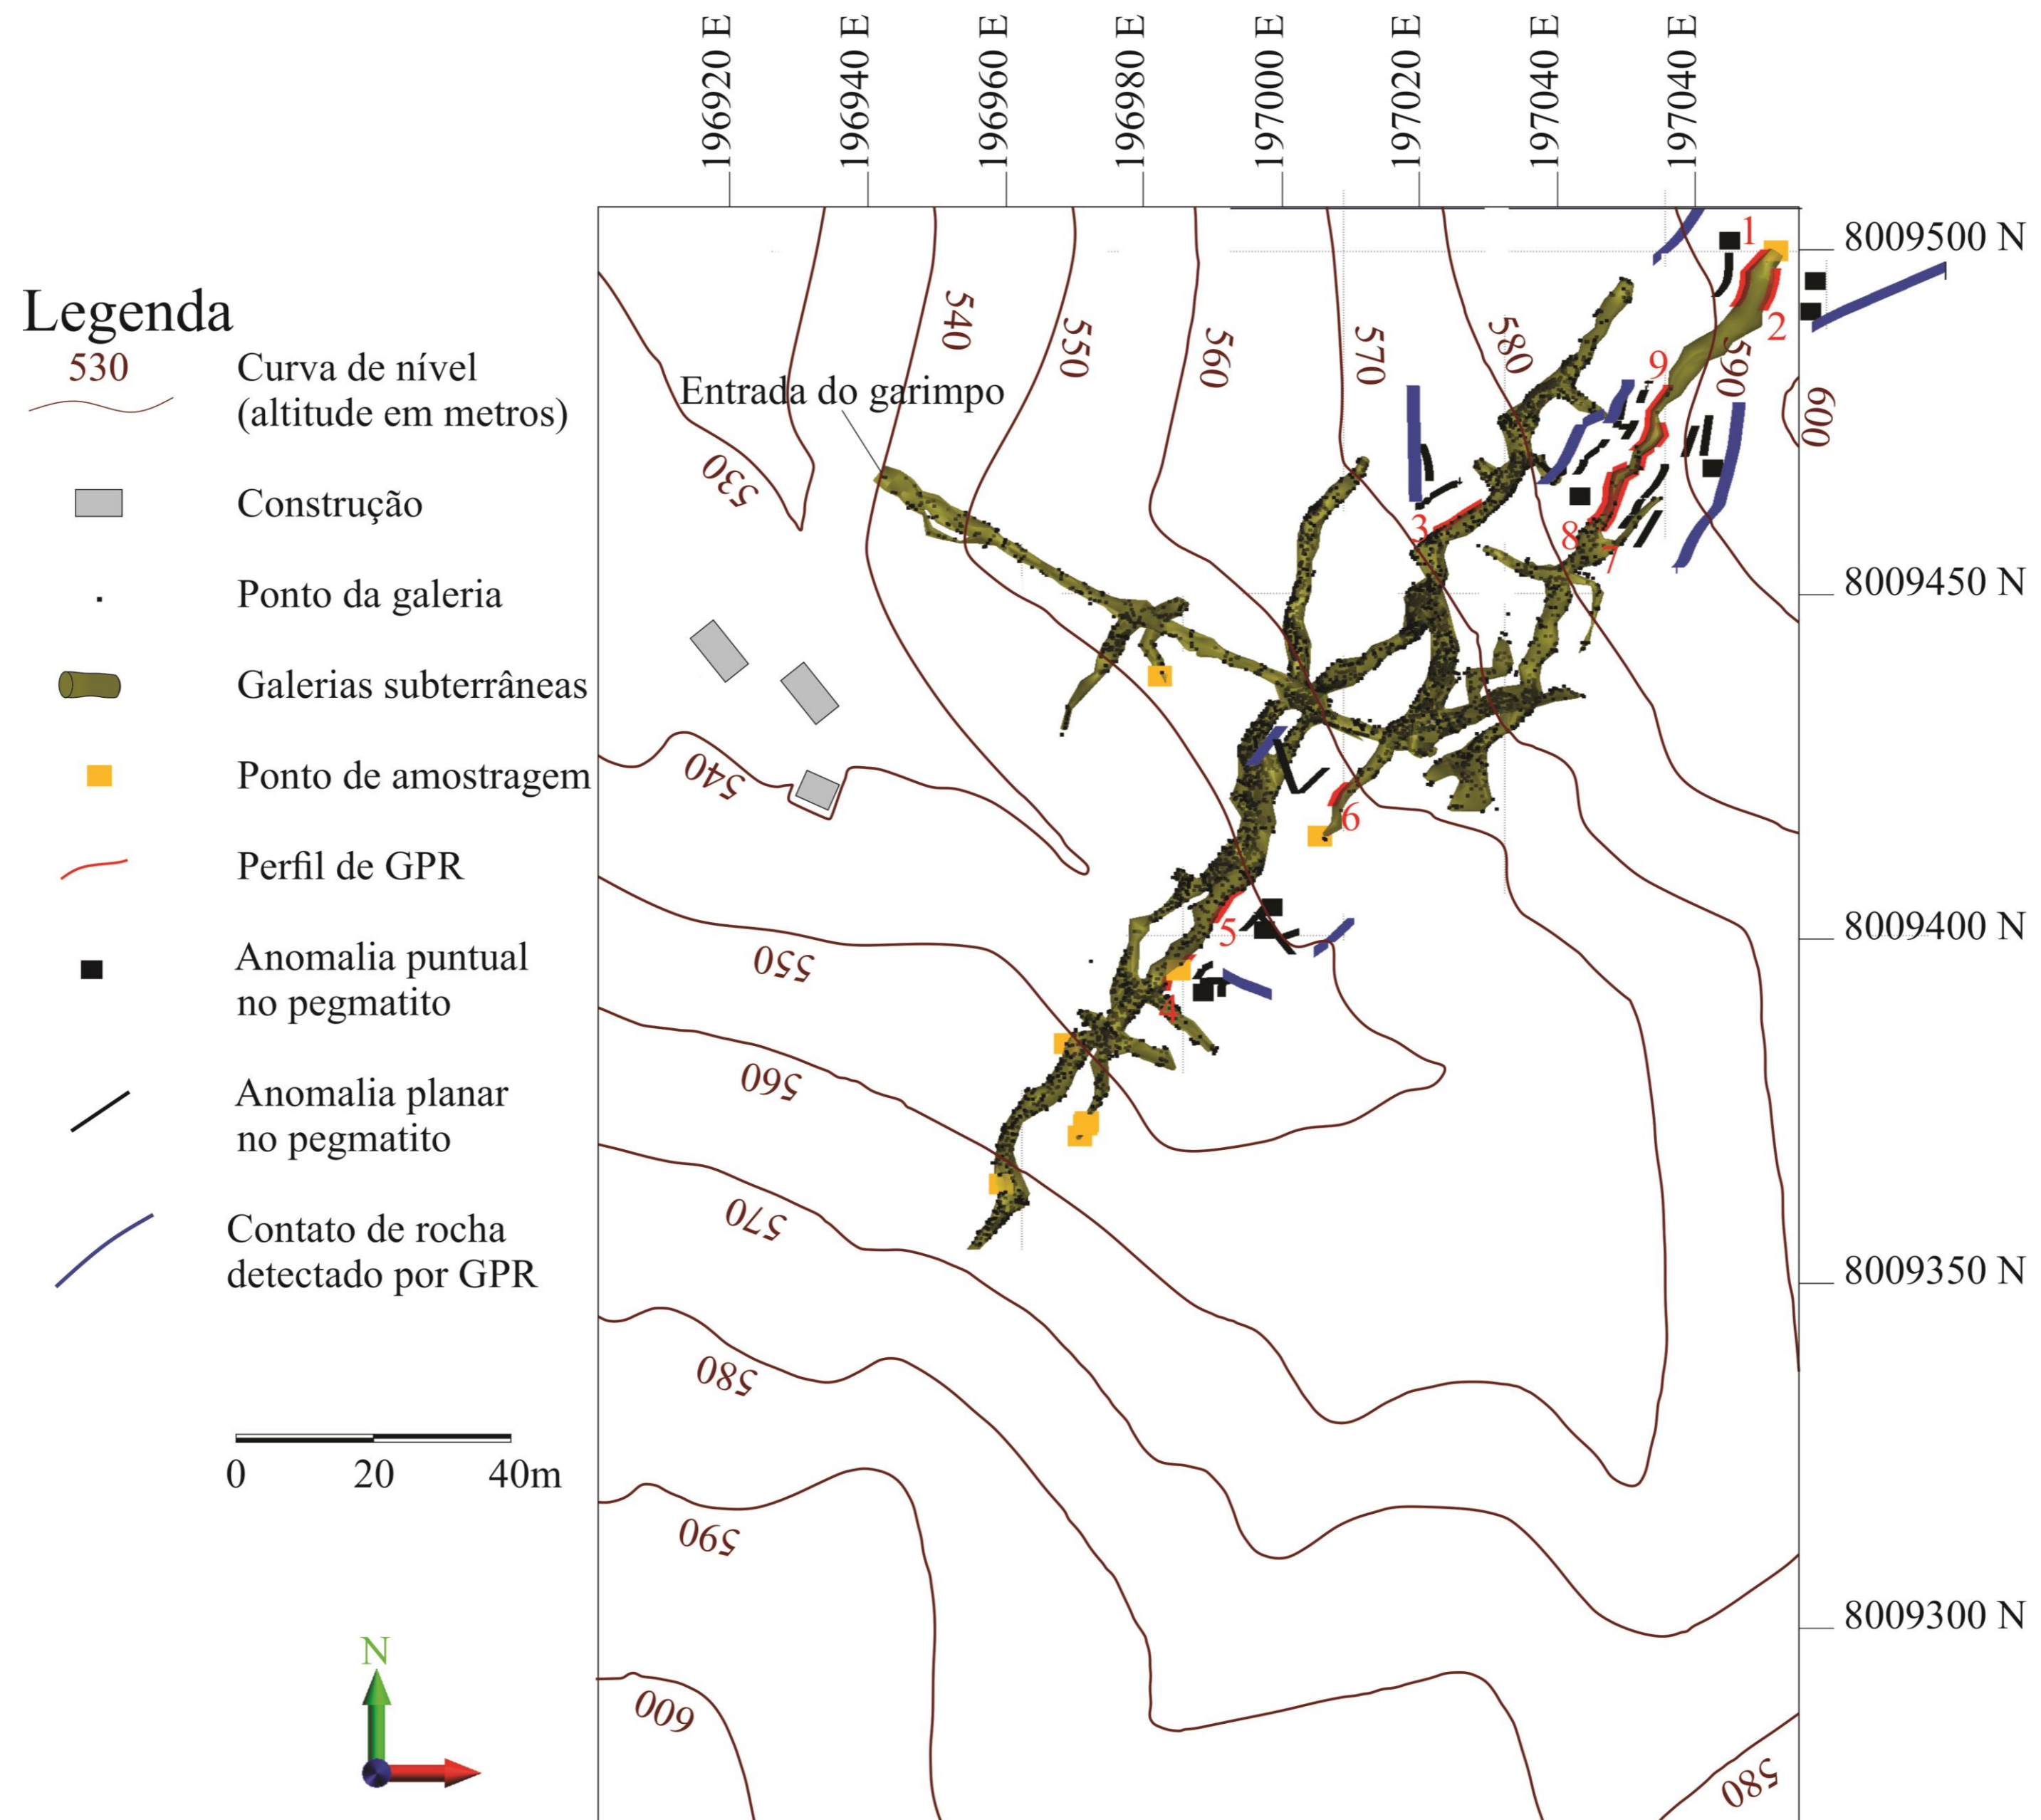 196920 E
196940 E
196960 E
196980 E
197000 E
197020 E
197040 E
197040 E
8009500 N
8009450 N
8009400 N
8009350 N
8009300 N
Legenda
530
Curva de nível
(altitude em metros)
Construção
Ponto da galeria
Galerias subterrâneas
Ponto de amostragem
Perfil de GPR
Anomalia puntual
no pegmatito
Anomalia planar
no pegmatito
Contato de rocha
detectado por GPR
0 20 40m
N
Entrada do garimpo
540
550
560
570
580
590
600
530
540
550
560
570
580
590
600
580
1
2
9
3
8
7
6
5
4